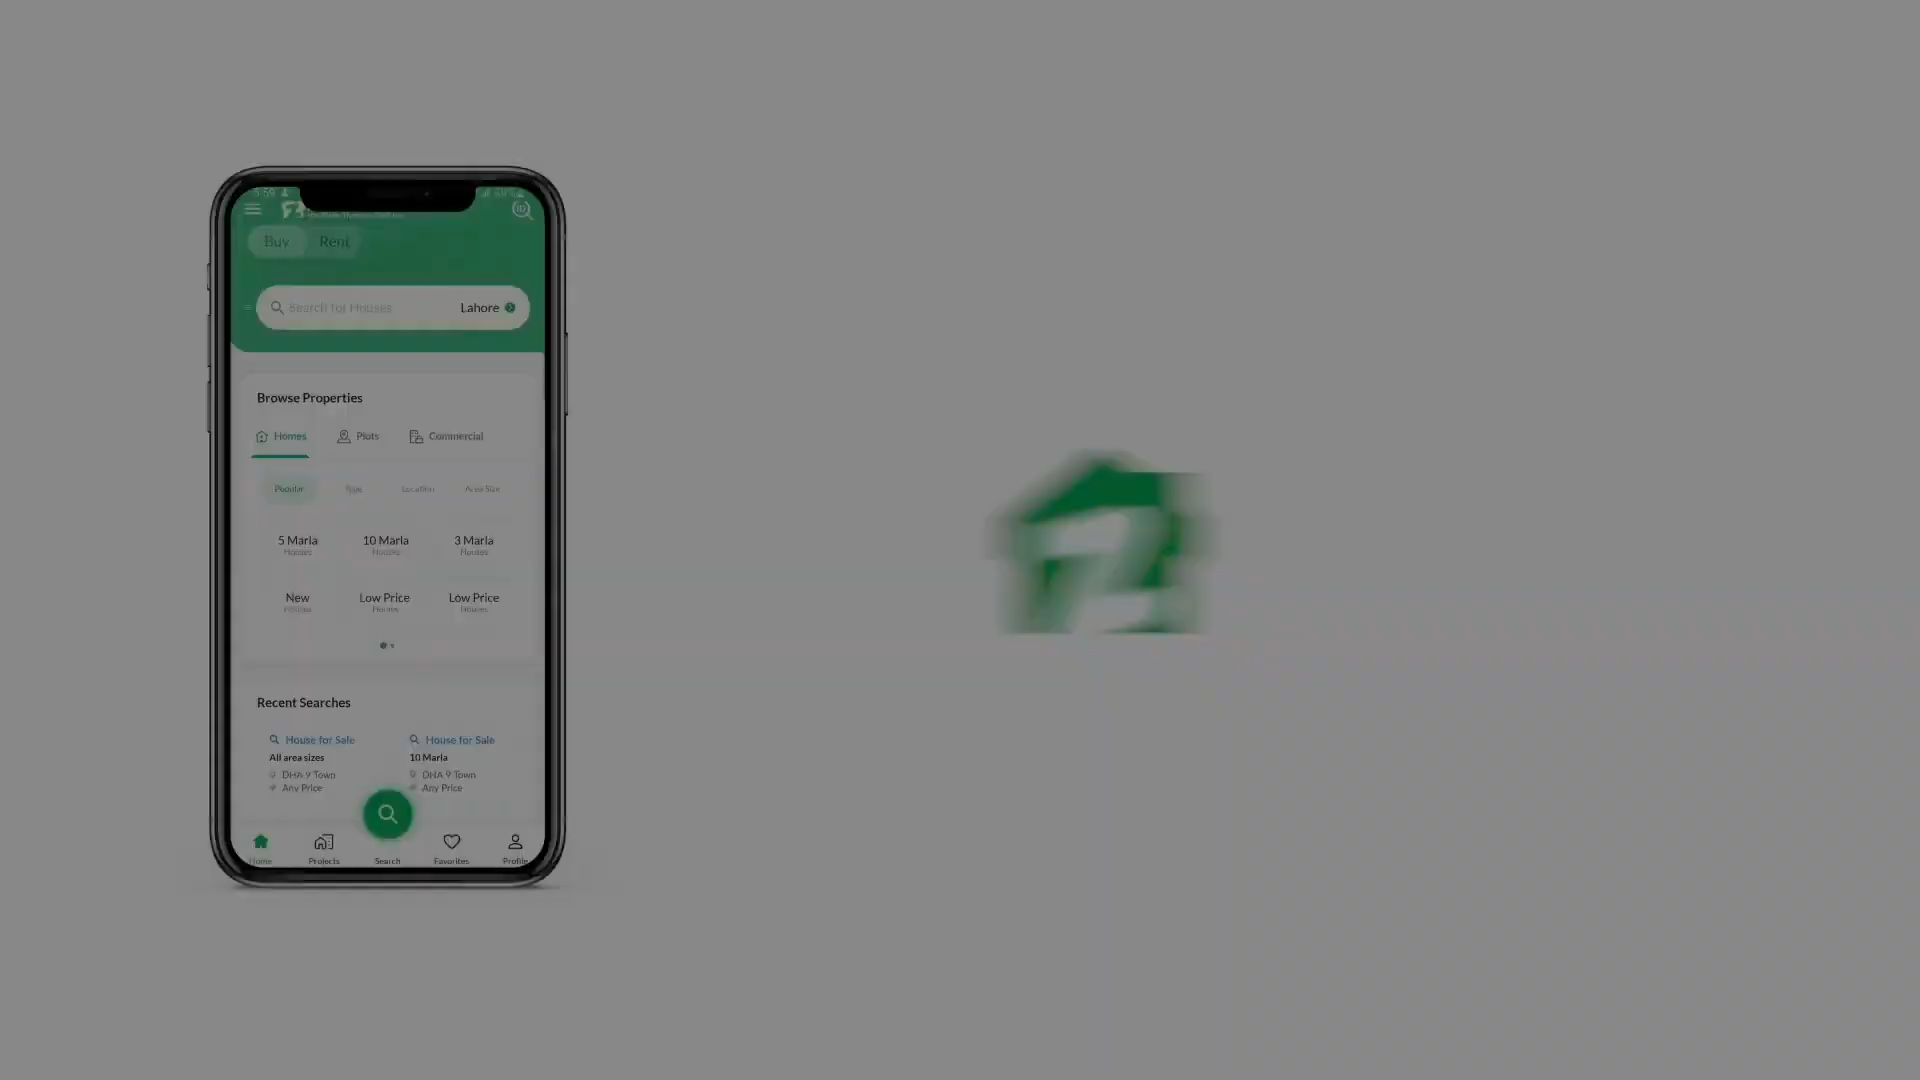 5:59
Buy Rent
Search for Houses Lahore
Browse Properties
Homes Plots Commercial
Popular Type Location Area Size
5 Marla 10 Marla 3 Marla
Houses Houses Houses
New Low Price Low Price
Houses Houses Houses
Recent Searches
House for Sale House for Sale
All area sizes 10 Marla
DHA 9 Town DHA 9 Town
Any Price Any Price
Home Projects Search Favorites Profile